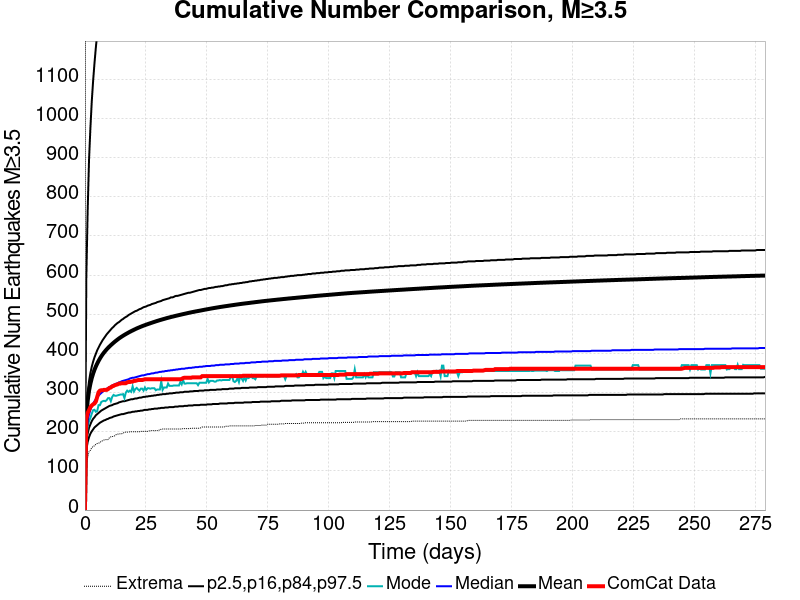 Cumulative Number Comparison, M≥3.5
Cumulative Num Earthquakes M≥3.5
1100
1000
900
800
700
600
500
400
300
200
100
0
0 25 50 75 100 125 150 175 200 225 250 275
Time (days)
Extrema p2.5,p16,p84,p97.5 Mode Median Mean ComCat Data